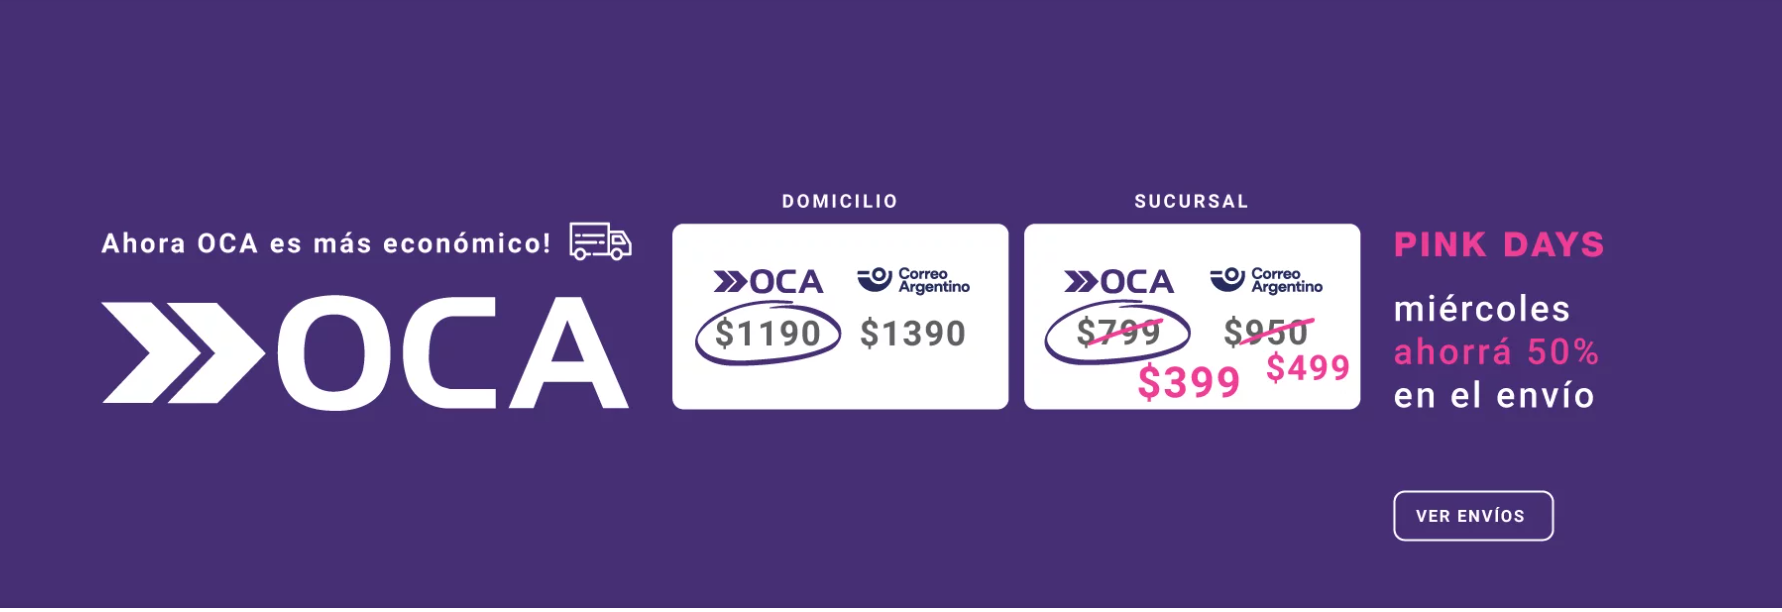 Ahora OCA es más económico!
OCA
DOMICILIO
OCA
Correo
Argentino
$1190
$1390
SUCURSAL
OCA
Correo
Argentino
$799
$950
$399
$499
PINK DAYS
miércoles
ahorrá 50%
en el envío
VER ENVÍOS